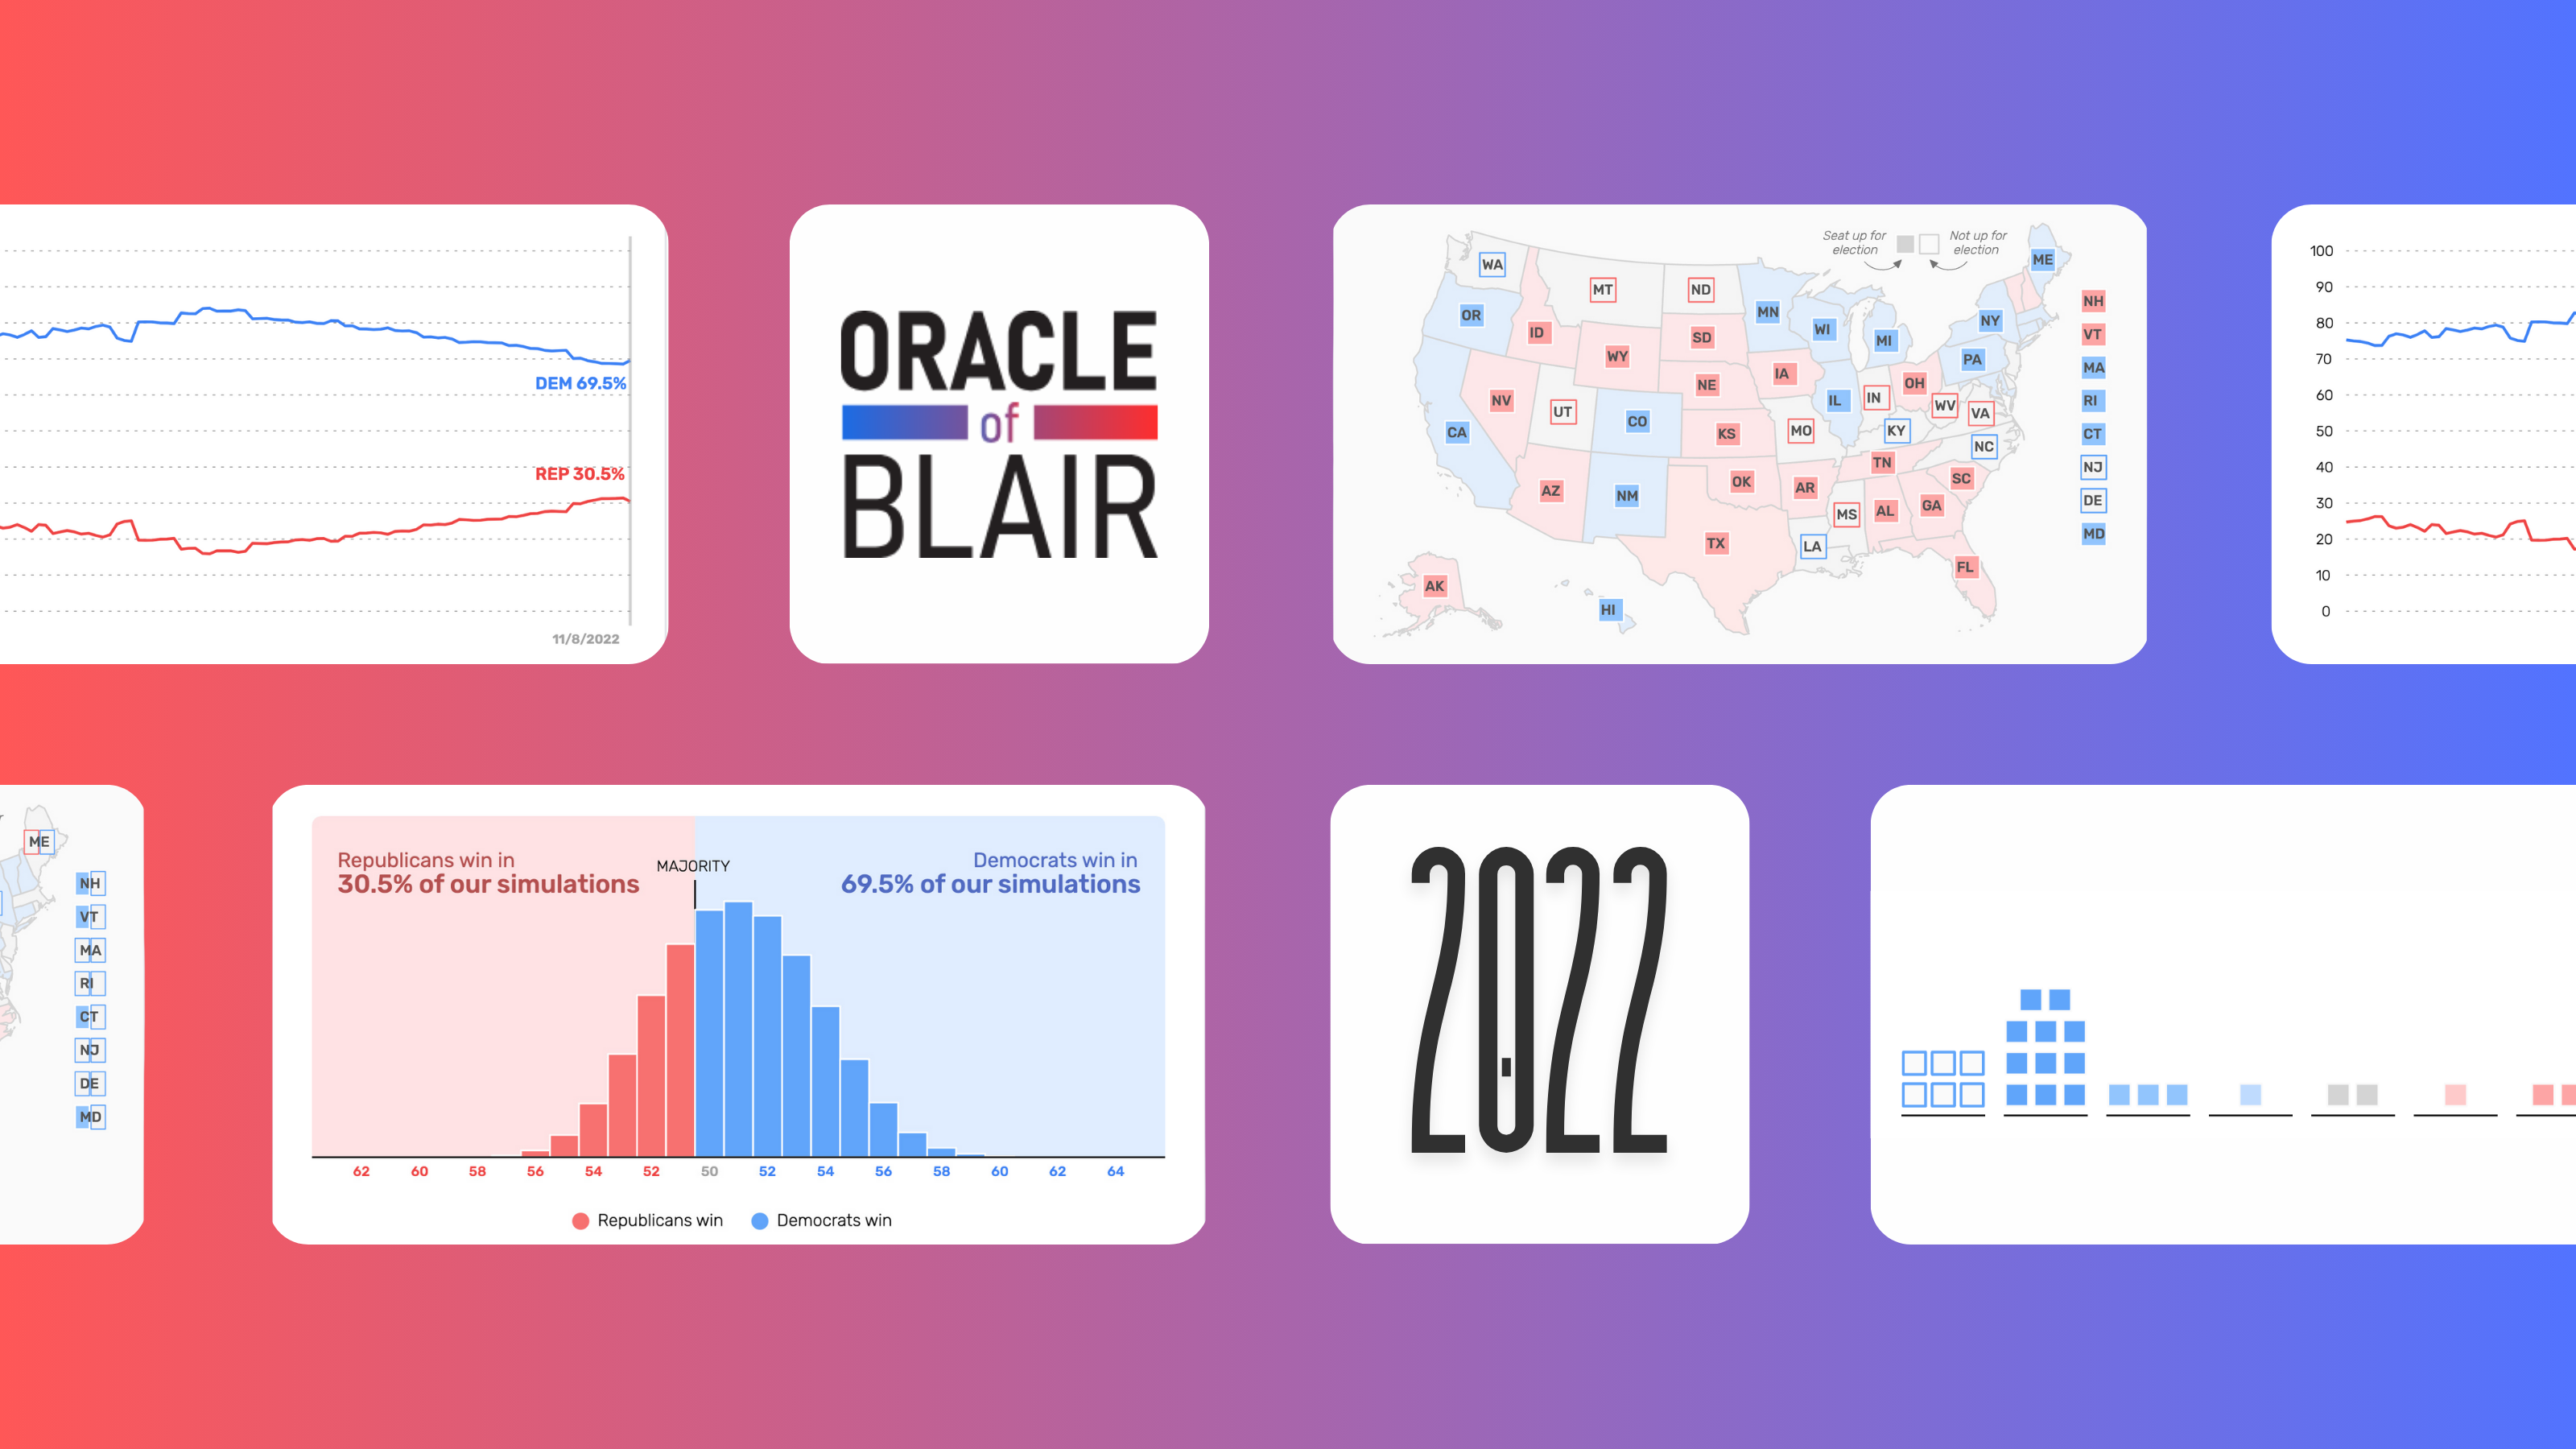 DEM 69.5%
REP 30.5%
11/8/2022
ORACLE
of
BLAIR
Seat up for
election
Not up for
election
WA
MT
ND
MN
ME
OR
ID
SD
WI
MI
NY
WY
NH
VT
NV
NE
IA
PA
MA
UT
CO
IL
IN
OH
WV
VA
RI
CA
KS
MO
KY
NC
CT
AZ
NM
OK
AR
TN
SC
NJ
MS
AL
GA
DE
TX
LA
MD
AK
HI
FL
100
90
80
70
60
50
40
30
20
10
0
ME
NH
VT
MA
RI
CT
NJ
DE
MD
Republicans win in
30.5% of our simulations
MAJORITY
Democrats win in
69.5% of our simulations
62 60 58 56 54 52 50 52 54 56 58 60 62 64
Republicans win Democrats win
2022